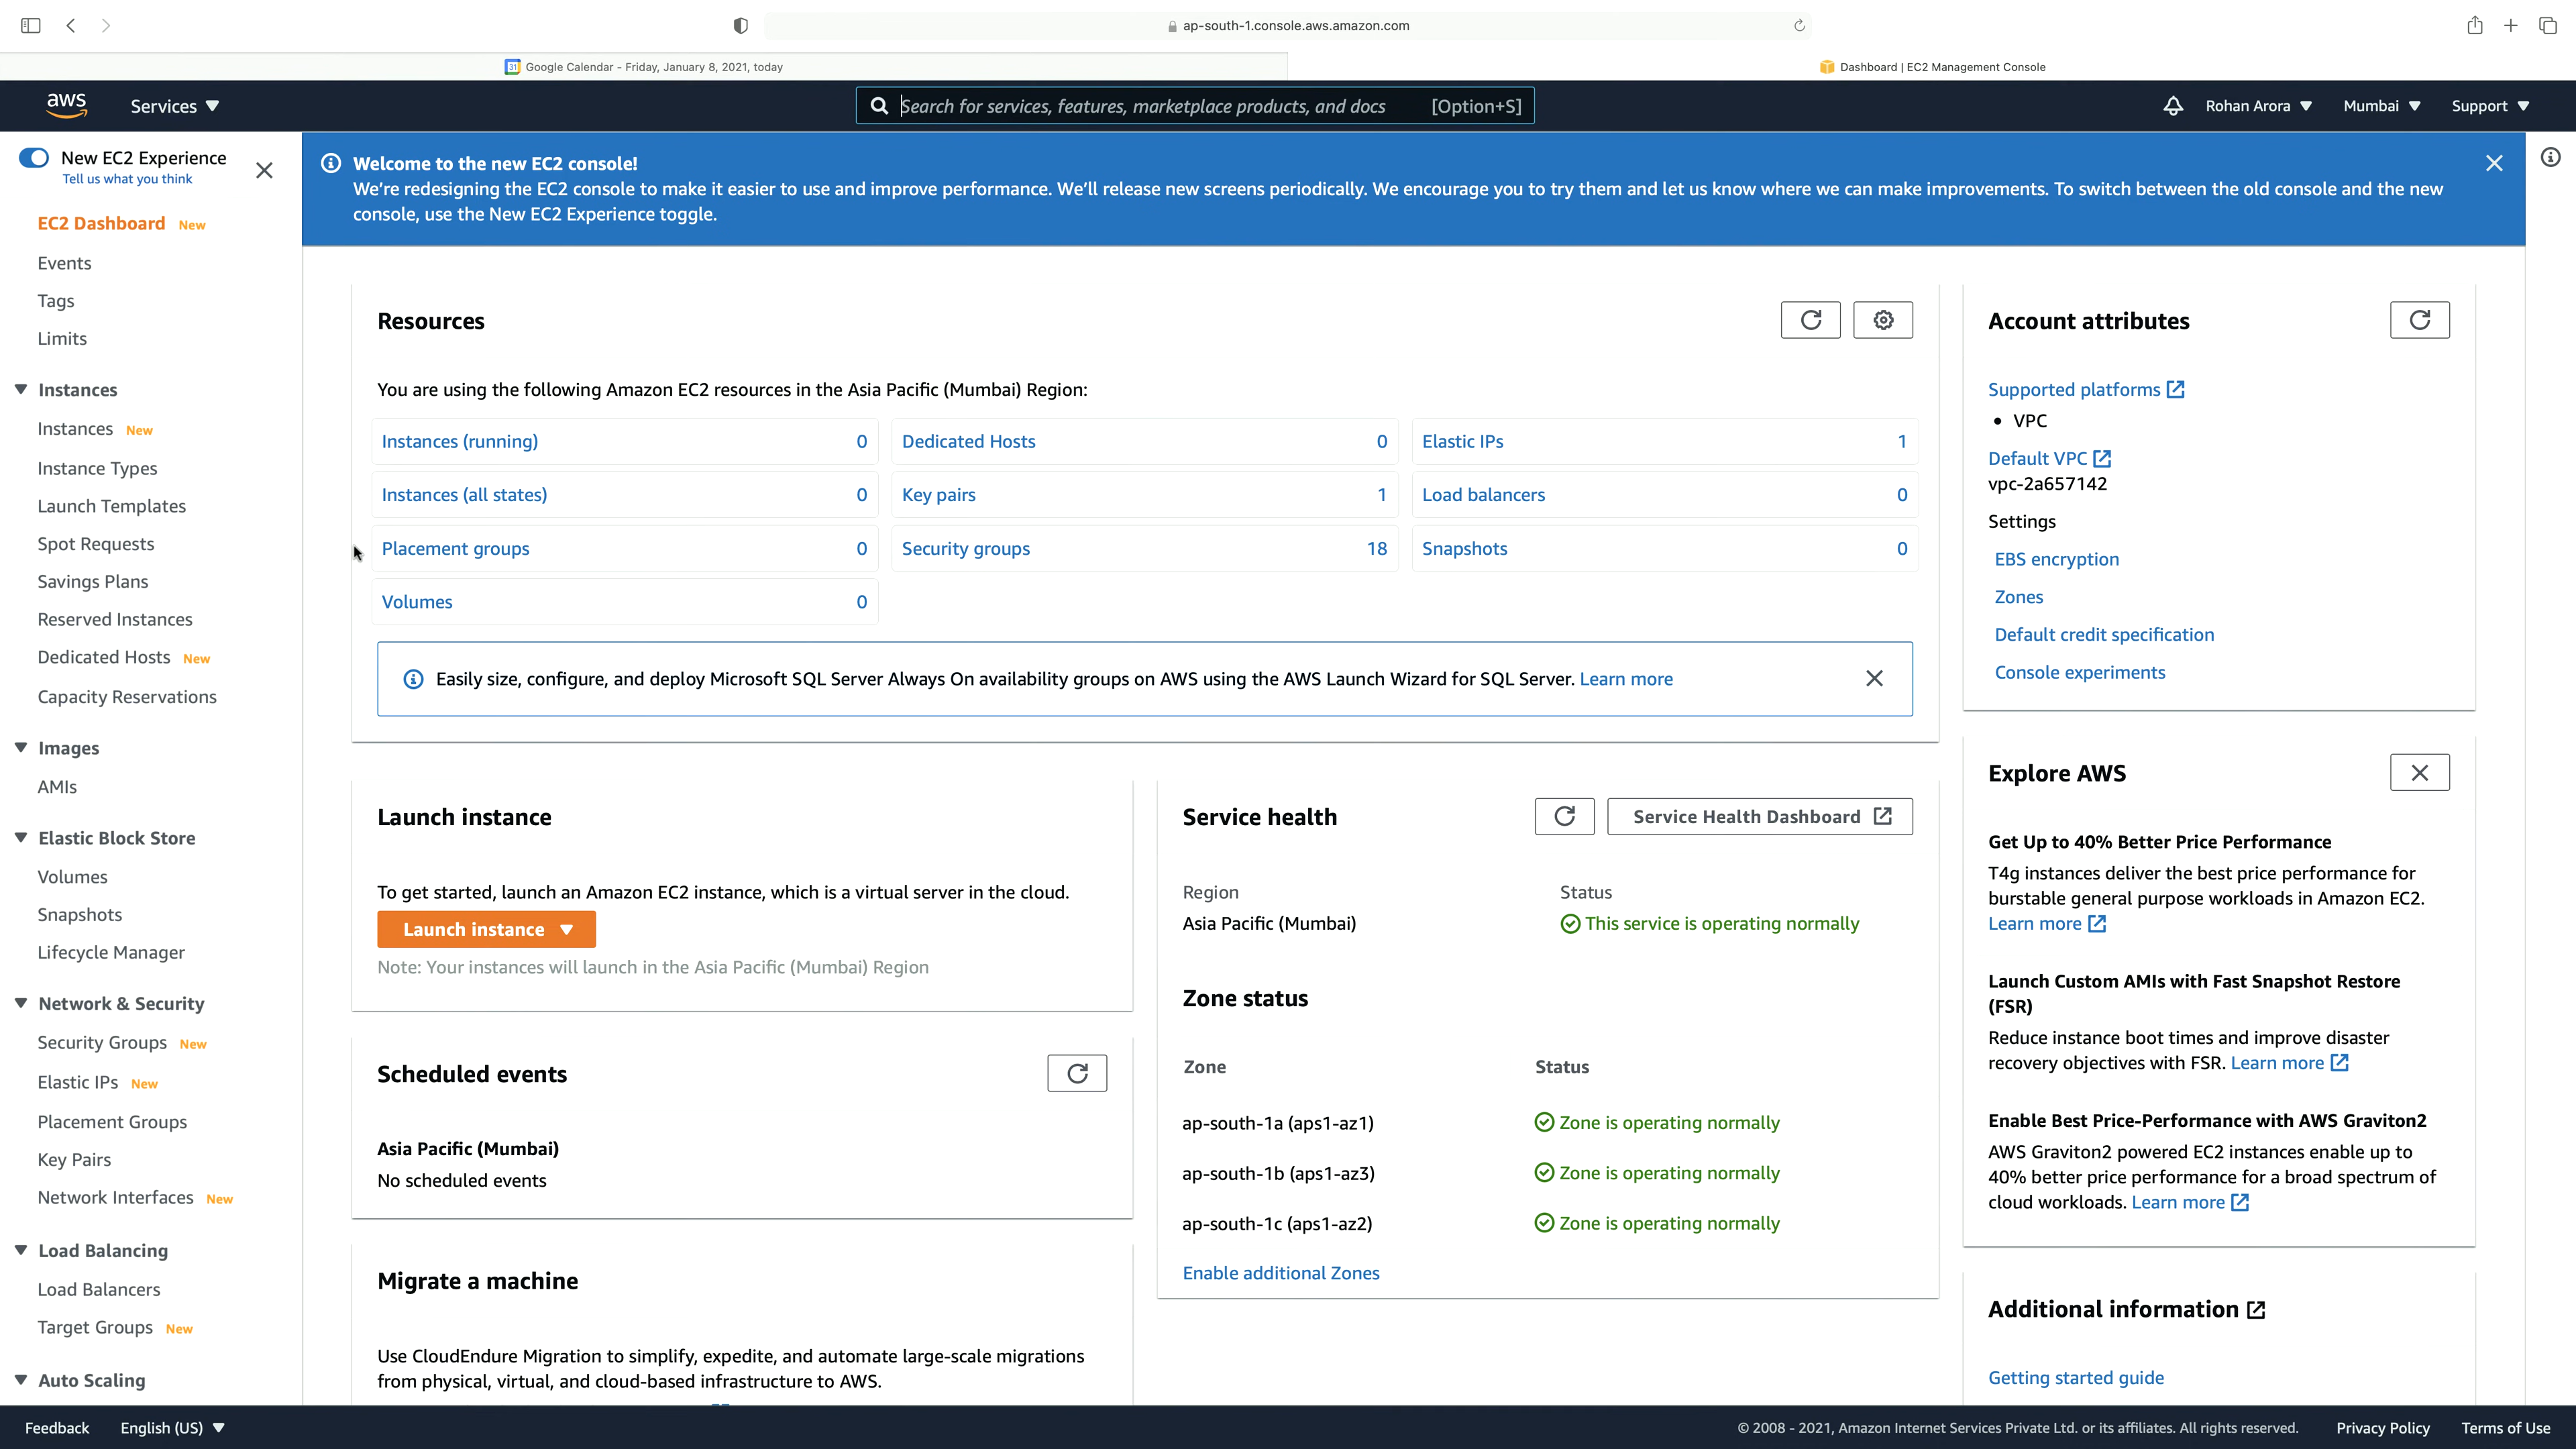 ap-south-1.console.aws.amazon.com
Google Calendar - Friday, January 8, 2021, today
Dashboard | EC2 Management Console
aws
Services
Search for services, features, marketplace products, and docs [Option+S]
Rohan Arora
Mumbai
Support
New EC2 Experience
Tell us what you think
EC2 Dashboard New
Events
Tags
Limits
Instances
Instances New
Instance Types
Launch Templates
Spot Requests
Savings Plans
Reserved Instances
Dedicated Hosts New
Capacity Reservations
Images
AMIs
Elastic Block Store
Volumes
Snapshots
Lifecycle Manager
Network & Security
Security Groups New
Elastic IPs New
Placement Groups
Key Pairs
Network Interfaces New
Load Balancing
Load Balancers
Target Groups New
Auto Scaling
Welcome to the new EC2 console!
We're redesigning the EC2 console to make it easier to use and improve performance. We'll release new screens periodically. We encourage you to try them and let us know where we can make improvements. To switch between the old console and the new
console, use the New EC2 Experience toggle.
Resources
You are using the following Amazon EC2 resources in the Asia Pacific (Mumbai) Region:
Instances (running) 0
Dedicated Hosts 0
Elastic IPs 1
Instances (all states) 0
Key pairs 1
Load balancers 0
Placement groups 0
Security groups 18
Snapshots 0
Volumes 0
Easily size, configure, and deploy Microsoft SQL Server Always On availability groups on AWS using the AWS Launch Wizard for SQL Server. Learn more
Launch instance
To get started, launch an Amazon EC2 instance, which is a virtual server in the cloud.
Launch instance
Note: Your instances will launch in the Asia Pacific (Mumbai) Region
Scheduled events
Asia Pacific (Mumbai)
No scheduled events
Migrate a machine
Use CloudEndure Migration to simplify, expedite, and automate large-scale migrations
from physical, virtual, and cloud-based infrastructure to AWS.
Service health
Service Health Dashboard
Region Status
Asia Pacific (Mumbai) This service is operating normally
Zone status
Zone Status
ap-south-1a (aps1-az1) Zone is operating normally
ap-south-1b (aps1-az3) Zone is operating normally
ap-south-1c (aps1-az2) Zone is operating normally
Enable additional Zones
Account attributes
Supported platforms
• VPC
Default VPC
vpc-2a657142
Settings
EBS encryption
Zones
Default credit specification
Console experiments
Explore AWS
Get Up to 40% Better Price Performance
T4g instances deliver the best price performance for
burstable general purpose workloads in Amazon EC2.
Learn more
Launch Custom AMIs with Fast Snapshot Restore
(FSR)
Reduce instance boot times and improve disaster
recovery objectives with FSR. Learn more
Enable Best Price-Performance with AWS Graviton2
AWS Graviton2 powered EC2 instances enable up to
40% better price performance for a broad spectrum of
cloud workloads. Learn more
Additional information
Getting started guide
Feedback
English (US)
© 2008 - 2021, Amazon Internet Services Private Ltd. or its affiliates. All rights reserved.
Privacy Policy
Terms of Use